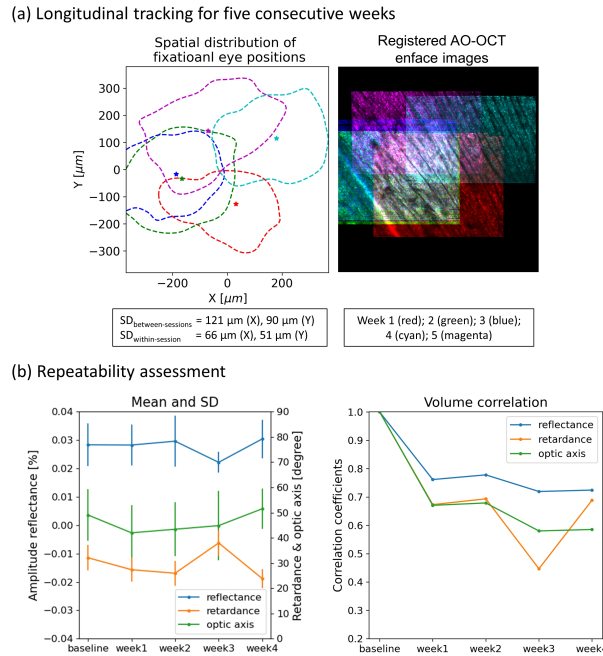 (a) Longitudinal tracking for five consecutive weeks
Spatial distribution of
fixatioanl eye positions
Registered AO-OCT
enface images
300
200
100
0
−100
−200
−300
Y [μm]
−200
0
200
X [μm]
SDbetween-sessions = 121 μm (X), 90 μm (Y)
SDwithin-session = 66 μm (X), 51 μm (Y)
Week 1 (red); 2 (green); 3 (blue);
4 (cyan); 5 (magenta)
(b) Repeatability assessment
Mean and SD
0.04
0.03
0.02
0.01
0.00
−0.01
−0.02
−0.03
−0.04
Amplitude reflectance [%]
90
80
70
60
50
40
30
20
10
0
Retardance & optic axis [degree]
reflectance
retardance
optic axis
baseline week1 week2 week3 week4
Volume correlation
1.0
0.9
0.8
0.7
0.6
0.5
0.4
0.3
0.2
Correlation coefficients
reflectance
retardance
optic axis
baseline week1 week2 week3